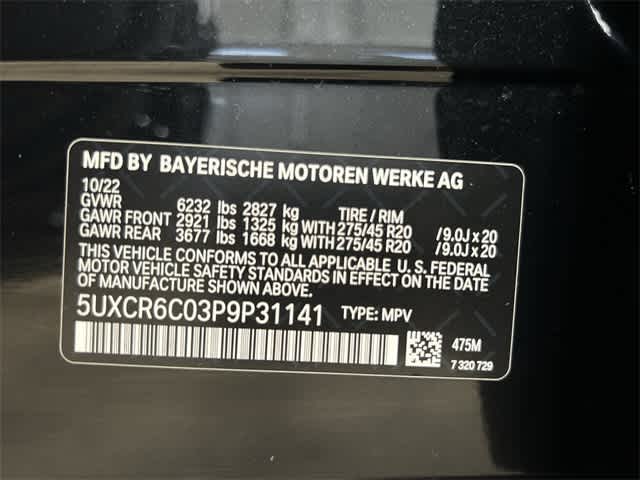 MFD BY BAYERISCHE MOTOREN WERKE AG
10/22
GVWR 6232 lbs 2827 kg TIRE / RIM
GAWR FRONT 2921 lbs 1325 kg WITH 275/45 R20 /9.0J x 20
GAWR REAR 3677 lbs 1668 kg WITH 275/45 R20 /9.0J x 20
THIS VEHICLE CONFORMS TO ALL APPLICABLE U.S. FEDERAL
MOTOR VEHICLE SAFETY STANDARDS IN EFFECT ON THE DATE
OF MANUFACTURE SHOWN ABOVE.
5UXCR6C03P9P31141 TYPE: MPV
475M
7 320 729